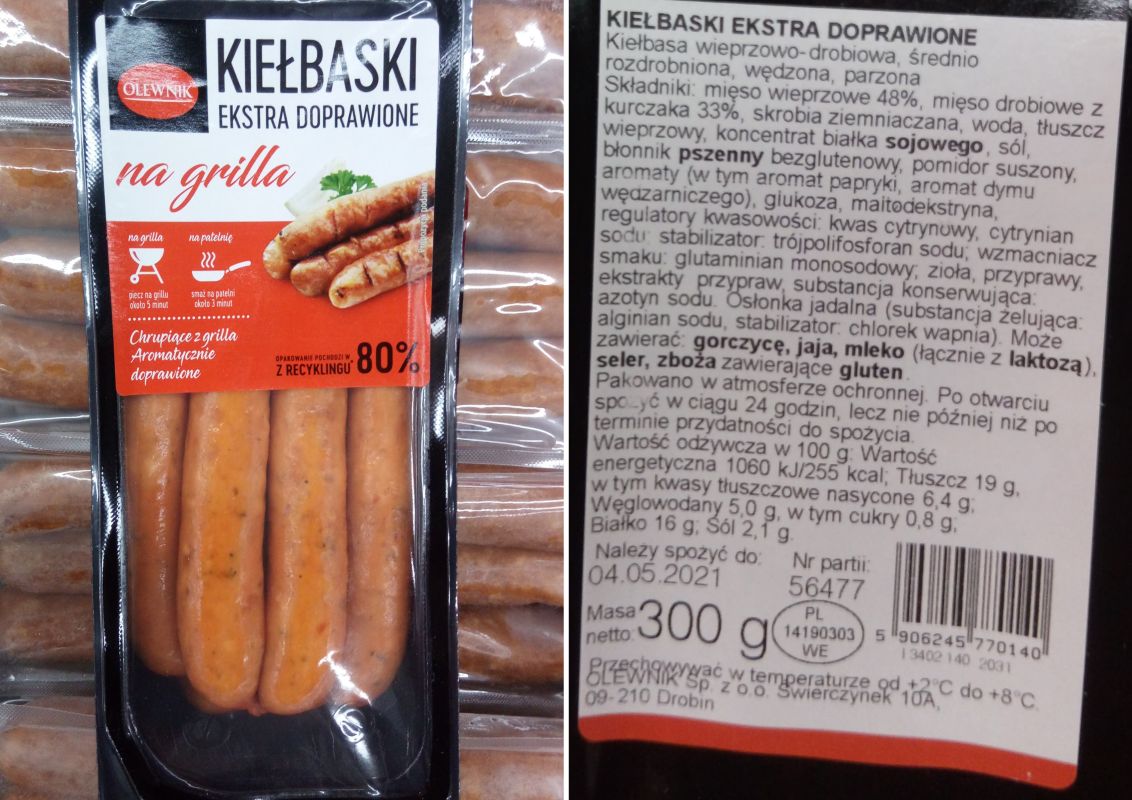 OLEWNIK
KIEŁBASKI
EKSTRA DOPRAWIONE
na grilla
na grilla
piecz na grillu
około 5 minut
na patelnię
smaż na patelni
około 3 minut
Propozycja podania
Chrupiące z grilla
Aromatycznie
doprawione
OPAKOWANIE POCHODZI W
Z RECYKLINGU 80%
KIEŁBASKI EKSTRA DOPRAWIONE
Kiełbasa wieprzowo-drobiowa, średnio
rozdrobniona, wędzona, parzona
Składniki: mięso wieprzowe 48%, mięso drobiowe z
kurczaka 33%, skrobia ziemniaczana, woda, tłuszcz
wieprzowy, koncentrat białka sojowego, sól,
błonnik pszenny bezglutenowy, pomidor suszony,
aromaty (w tym aromat papryki, aromat dymu
wędzarniczego), glukoza, maltodekstryna,
regulatory kwasowości: kwas cytrynowy, cytrynian
sodu; stabilizator: trójpolifosforan sodu; wzmacniacz
smaku: glutaminian monosodowy; zioła, przyprawy,
ekstrakty przypraw, substancja konserwująca:
azotyn sodu. Osłonka jadalna (substancja żelująca:
alginian sodu, stabilizator: chlorek wapnia). Może
zawierać: gorczycę, jaja, mleko (łącznie z laktozą),
seler, zboża zawierające gluten.
Pakowano w atmosferze ochronnej. Po otwarciu
spożyć w ciągu 24 godzin, lecz nie później niż po
terminie przydatności do spożycia.
Wartość odżywcza w 100 g: Wartość
energetyczna 1060 kJ/255 kcal; Tłuszcz 19 g,
w tym kwasy tłuszczowe nasycone 6,4 g;
Węglowodany 5,0 g, w tym cukry 0,8 g;
Białko 16 g; Sól 2,1 g.
Należy spożyć do:
04.05.2021
Nr partii:
56477
Masa
netto: 300 g
PL
14190303
WE
5 906245 770140
13402140 2031
Przechowywać w temperaturze od +2°C do +8°C.
OLEWNIK Sp. z o.o. Świerczynek 10A,
09-210 Drobin